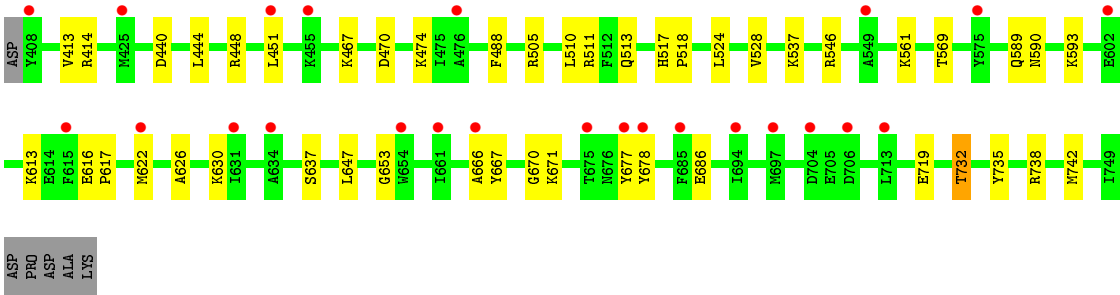 ASP Y408 V413 R414 M425 D440 L444 R448 L451 K455 K467 D470 K474 I475 A476 F488 R505 L510 R511 F512 Q513 H517 P518 L524 V528 K537 R546 A549 K561 T569 Y575 Q589 N590 K593 E602
K613 E614 F615 E616 P617 M622 A626 K630 I631 A634 S637 L647 G653 W654 I661 A666 Y667 G670 K671 T675 N676 Y677 Y678 F685 E686 I694 M697 D704 E705 D706 L713 E719 T732 Y735 R738 M742 I749
ASP PRO ASP ALA LYS